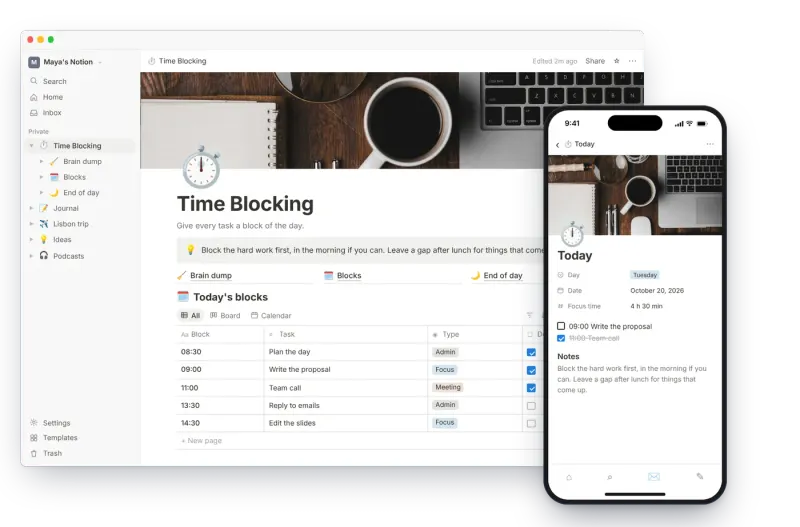 Maya's Notion
Search
Home
Inbox
Private
Time Blocking
Brain dump
Blocks
End of day
Journal
Lisbon trip
Ideas
Podcasts
Settings
Templates
Trash
Time Blocking
Edited 2m ago
Share
Time Blocking
Give every task a block of the day.
Block the hard work first, in the morning if you can. Leave a gap after lunch for things that come
Brain dump
Blocks
End of day
Today's blocks
All
Board
Calendar
Aa Block
Task
Type
08:30
Plan the day
Admin
09:00
Write the proposal
Focus
11:00
Team call
Meeting
13:30
Reply to emails
Admin
14:30
Edit the slides
Focus
+ New page
9:41
Today
Today
Day
Tuesday
Date
October 20, 2026
Focus time
4 h 30 min
09:00 Write the proposal
11:00 Team call
Notes
Block the hard work first, in the morning if you
can. Leave a gap after lunch for things that
come up.